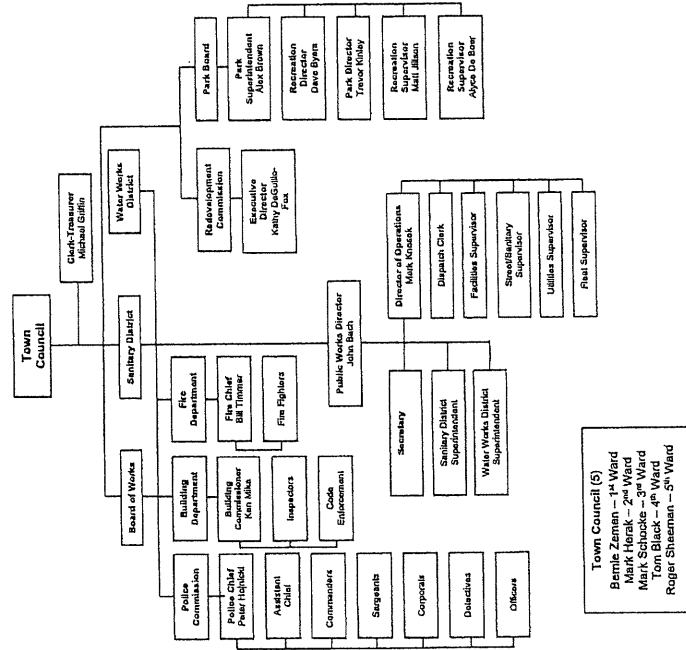 Town
Council
Clerk-Treasurer
Michael Griffin
Board of Works
Sanitary District
Water Works
District
Police
Commission
Police Chief
Peter Hojnicki
Assistant
Chief
Commanders
Sargeants
Corporals
Detectives
Officers
Building
Department
Building
Commissioner
Ken Mika
Inspectors
Code
Enforcement
Fire
Department
Fire Chief
Bill Timmer
Fire Fighters
Redevelopment
Commission
Executive
Director
Kathy DeGuilio-
Fox
Park Board
Park
Superintendent
Alex Brown
Recreation
Director
Dave Byers
Park Director
Trevor Kinley
Recreation
Supervisor
Matt Jillson
Recreation
Supervisor
Alyce De Boer
Public Works Director
John Bach
Secretary
Sanitary District
Superintendent
Water Works District
Superintendent
Director of Operations
Mark Knosek
Dispatch Clerk
Facilities Supervisor
Street/Sanitary
Supervisor
Utilities Supervisor
Fleet Supervisor
Town Council (5)
Bernie Zemen – 1st Ward
Mark Herak – 2nd Ward
Mark Schocke – 3rd Ward
Tom Black – 4th Ward
Roger Sheeman – 5th Ward